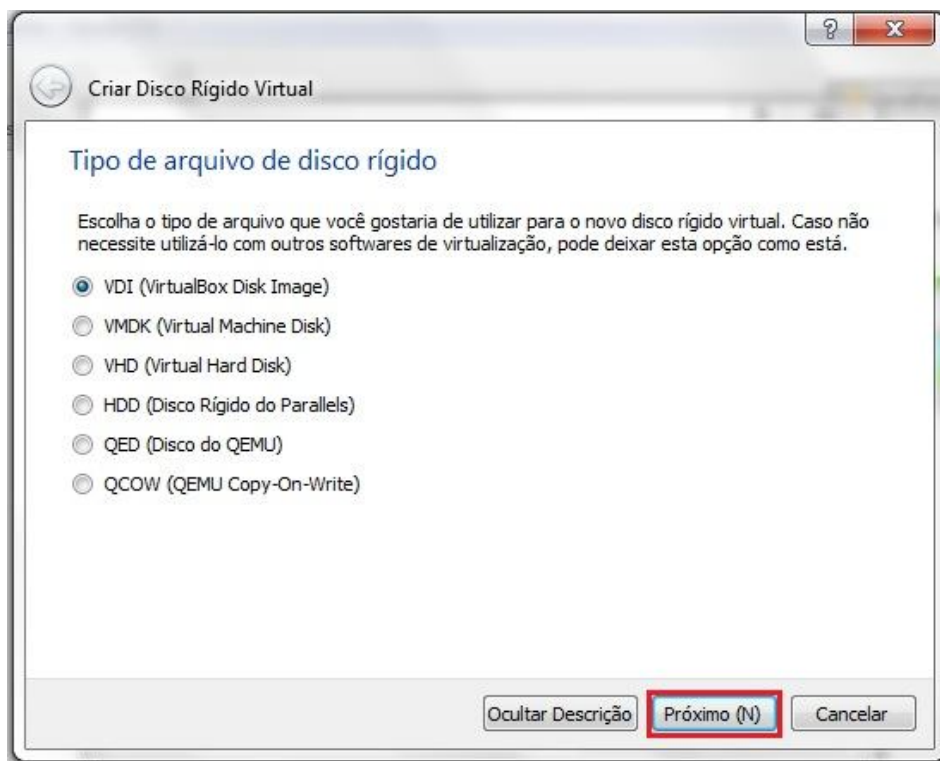 ?
X
Criar Disco Rígido Virtual
Tipo de arquivo de disco rígido
Escolha o tipo de arquivo que você gostaria de utilizar para o novo disco rígido virtual. Caso não
necessite utilizá-lo com outros softwares de virtualização, pode deixar esta opção como está.
VDI (VirtualBox Disk Image)
VMDK (Virtual Machine Disk)
VHD (Virtual Hard Disk)
HDD (Disco Rígido do Parallels)
QED (Disco do QEMU)
QCOW (QEMU Copy-On-Write)
Ocultar Descrição
Próximo (N)
Cancelar